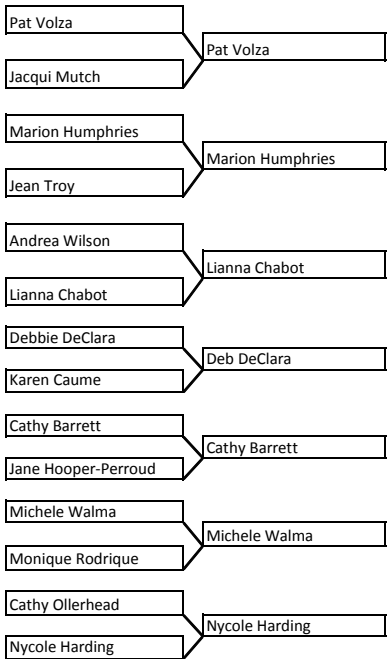 Pat Volza
Pat Volza
Jacqui Mutch
Marion Humphries
Marion Humphries
Jean Troy
Andrea Wilson
Lianna Chabot
Lianna Chabot
Debbie DeClara
Deb DeClara
Karen Caume
Cathy Barrett
Cathy Barrett
Jane Hooper-Perroud
Michele Walma
Michele Walma
Monique Rodrique
Cathy Ollerhead
Nycole Harding
Nycole Harding